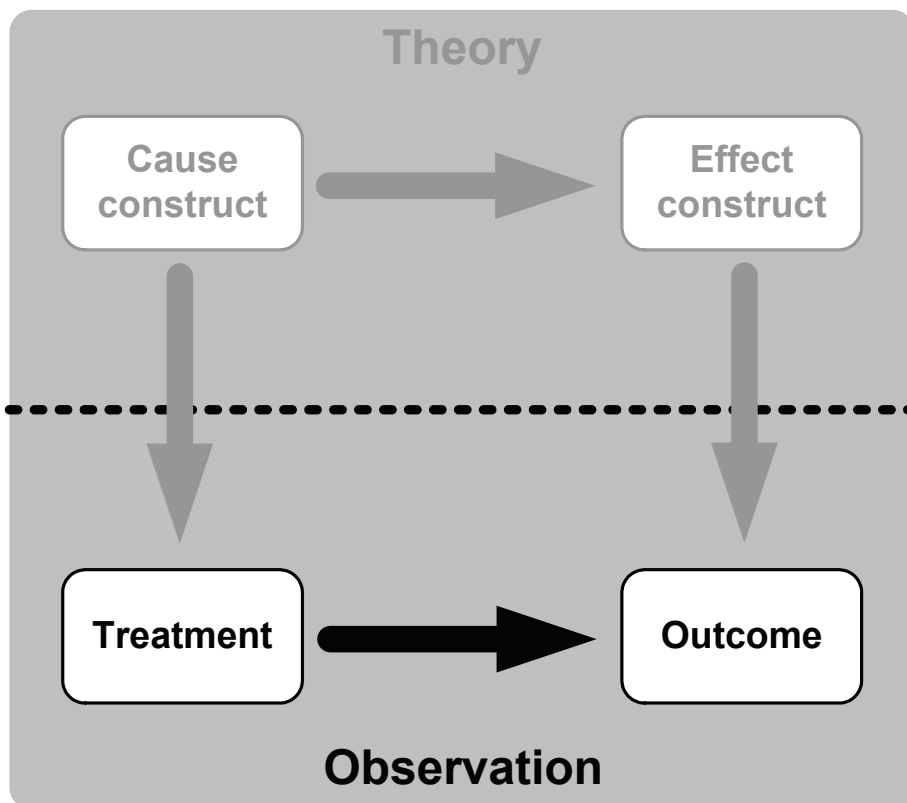 Theory
Cause
construct
Effect
construct
Treatment
Outcome
Observation